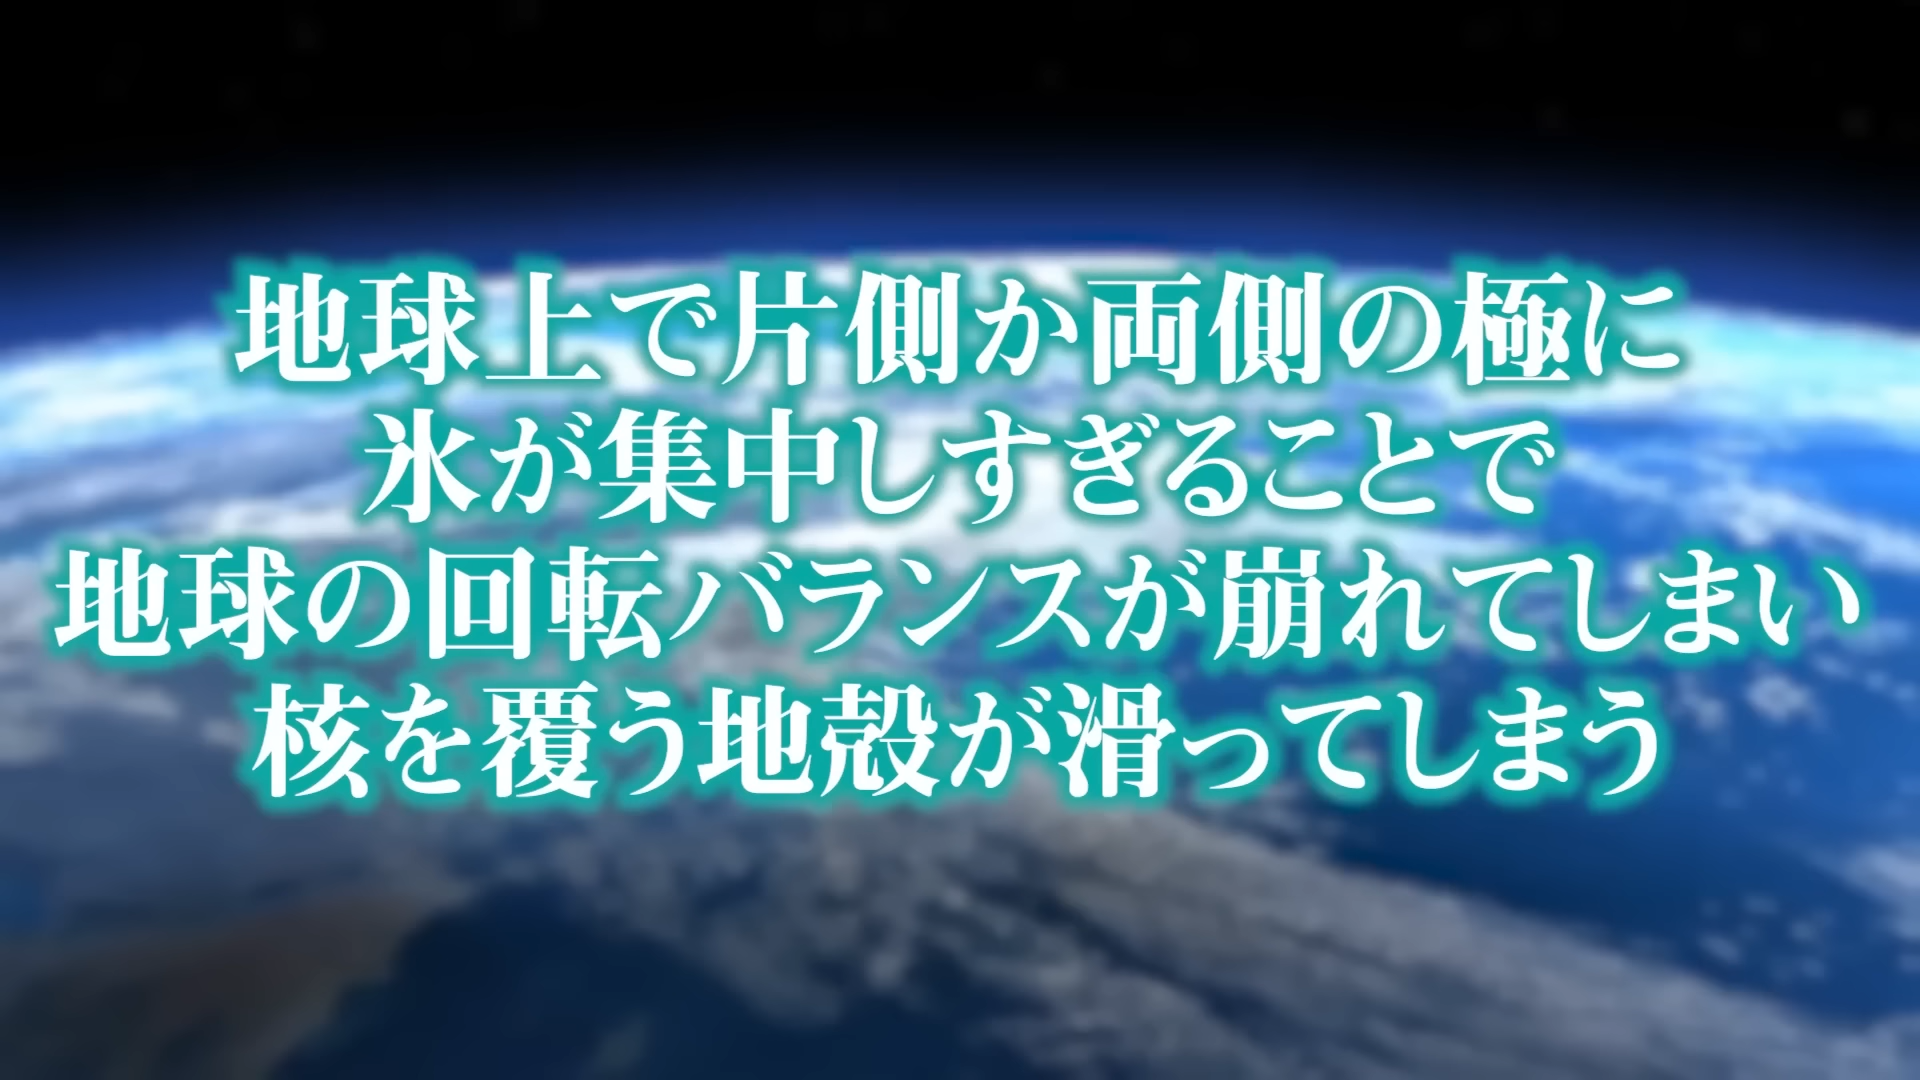 地球上で片側か両側の極に
氷が集中しすぎることで
地球の回転バランスが崩れてしまい
核を覆う地殻が滑ってしまう